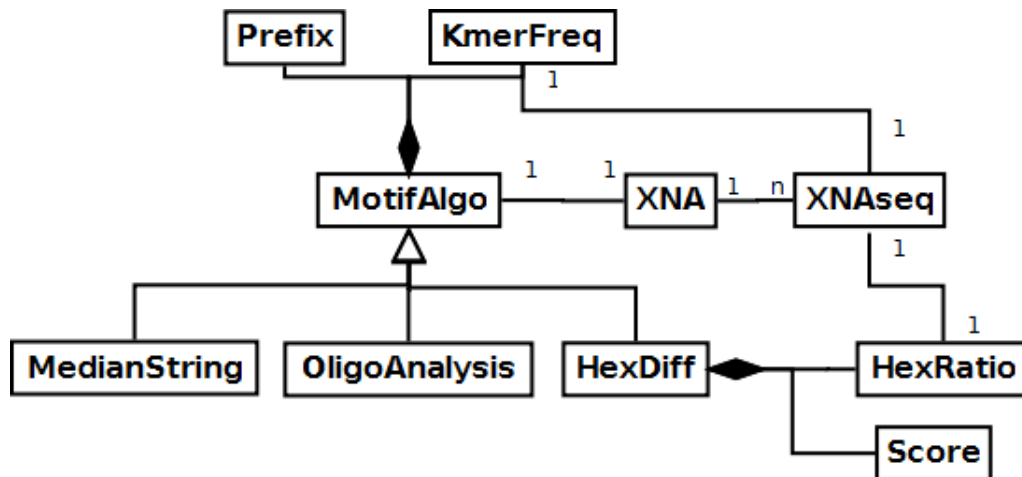 Prefix
KmerFreq
1
1
MotifAlgo
1
1
XNA
1
n
XNAseq
1
MedianString
OligoAnalysis
HexDiff
1
HexRatio
Score